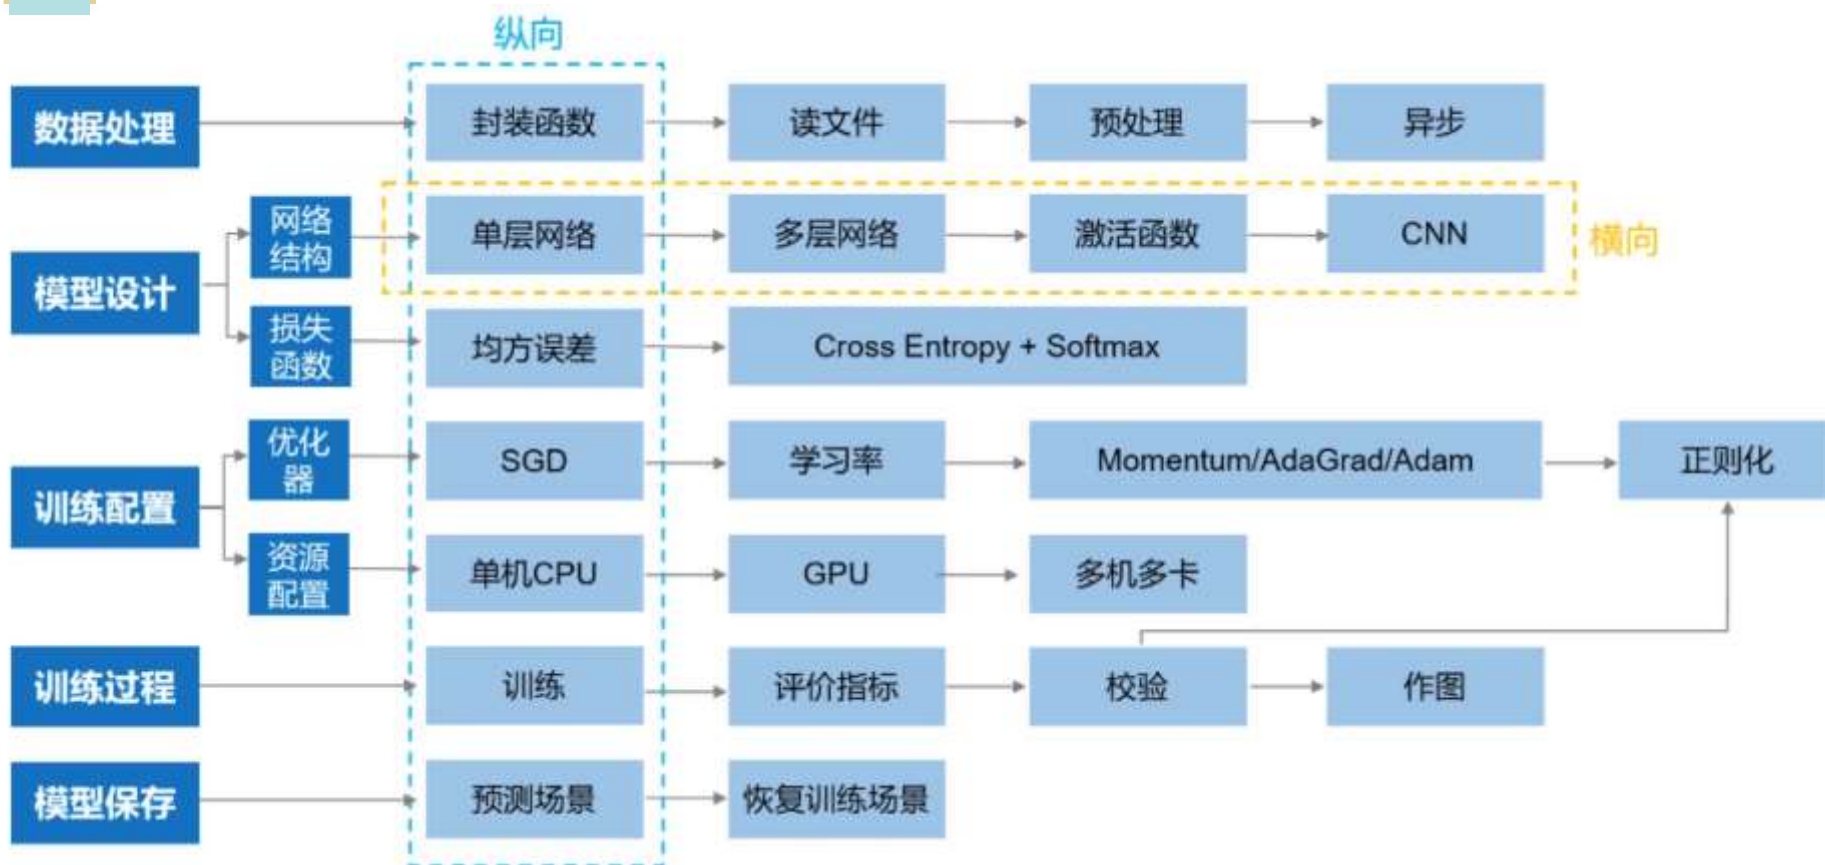 纵向
数据处理
封装函数
读文件
预处理
异步
模型设计
网络
结构
单层网络
多层网络
激活函数
CNN
横向
损失
函数
均方误差
Cross Entropy + Softmax
训练配置
优化
器
SGD
学习率
Momentum/AdaGrad/Adam
正则化
资源
配置
单机CPU
GPU
多机多卡
训练过程
训练
评价指标
校验
作图
模型保存
预测场景
恢复训练场景